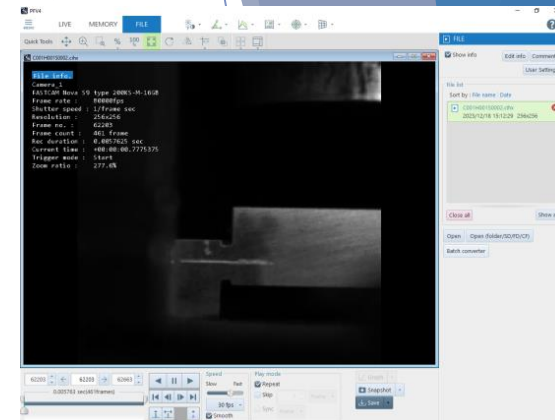 PFV4
LIVE MEMORY FILE
Quick Tools
100
C001H001S0002.cihx
File info.
Camera_1
FASTCAM Nova S9 type 200KS-M-16GB
Frame rate : 80000fps
Shutter speed : 1/frame sec
Resolution : 256x256
Frame no. : 62203
Frame count : 461 frame
Rec duration : 0.0057625 sec
Current time : +00:00:00.7775375
Trigger mode : Start
Zoom ratio : 277.6%
FILE
Show info
Edit info Comment
User Setting
File list
Sort by : File name Date
C001H001S0002.cihx
2023/12/18 15:12:29 256x256
Close all
Show
Open Open (folder/SD/FD/CF)
Batch converter
62203 62203 62663
0.005763 sec(461frames)
Speed
Slow Fast
30 fps
Smooth
Play mode
Repeat
Skip
Sync
Snapshot
Save